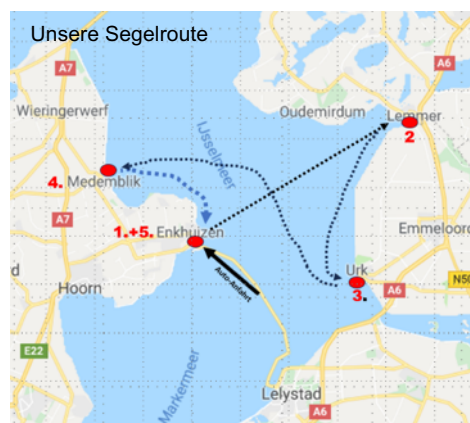 Unsere Segelroute
A7
A6
Wieringerwerf
Oudemirdum
Lemmer
2
IJsselmeer
4. Medemblik
A7
1.+5. Enkhuizen
Emmeloord
Urk
Auto-Anfahrt
d
Hoorn
3.
A6
N50
E22
Markermeer
Lelystad
A6